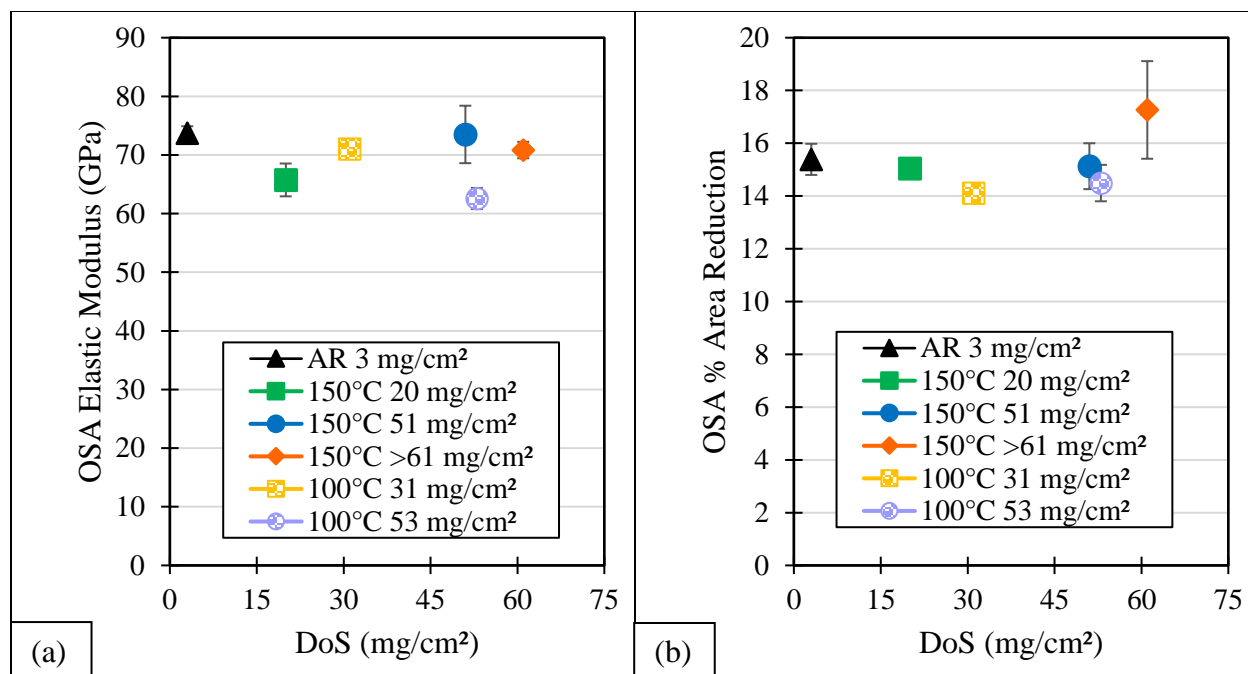 OSA Elastic Modulus (GPa)
90
80
70
60
50
40
30
20
10
0
AR 3 mg/cm²
150°C 20 mg/cm²
150°C 51 mg/cm²
150°C >61 mg/cm²
100°C 31 mg/cm²
100°C 53 mg/cm²
0 15 30 45 60 75
DoS (mg/cm²)
(a)
OSA % Area Reduction
20
18
16
14
12
10
8
6
4
2
0
AR 3 mg/cm²
150°C 20 mg/cm²
150°C 51 mg/cm²
150°C >61 mg/cm²
100°C 31 mg/cm²
100°C 53 mg/cm²
0 15 30 45 60 75
DoS (mg/cm²)
(b)